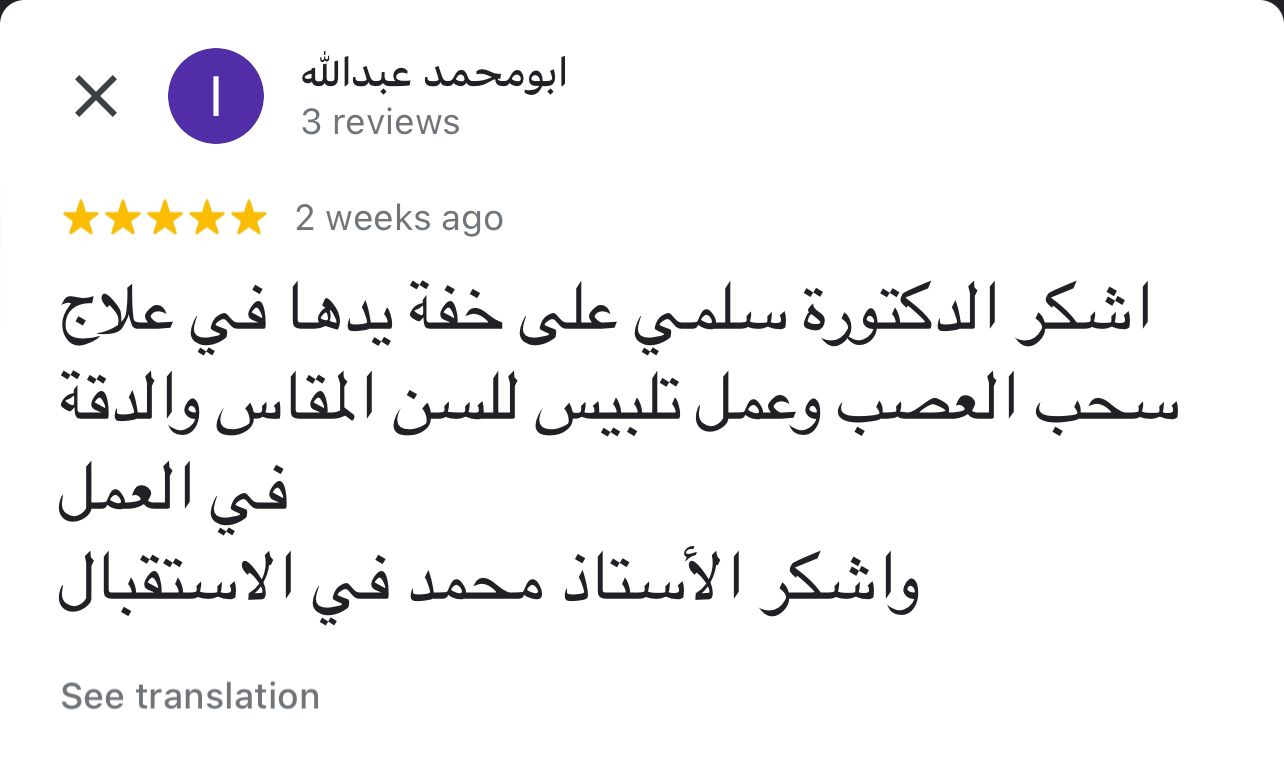 ابومحمد عبدالله
ا
3 reviews
2 weeks ago
اشكر الدكتورة سلمي على خفة يدها في علاج
سحب العصب وعمل تلبيس للسن المقاس والدقة
في العمل
واشكر الأستاذ محمد في الاستقبال
See translation